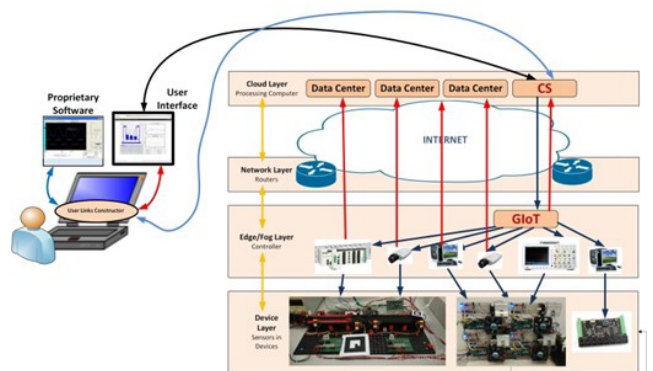 Proprietary
Software
User
Interface
User Links Constructor
Cloud Layer
Processing Computer
Data Center
Data Center
Data Center
CS
INTERNET
Network Layer
Routers
Edge/Fog Layer
Controller
GIoT
Device
Layer
Sensors in
Devices